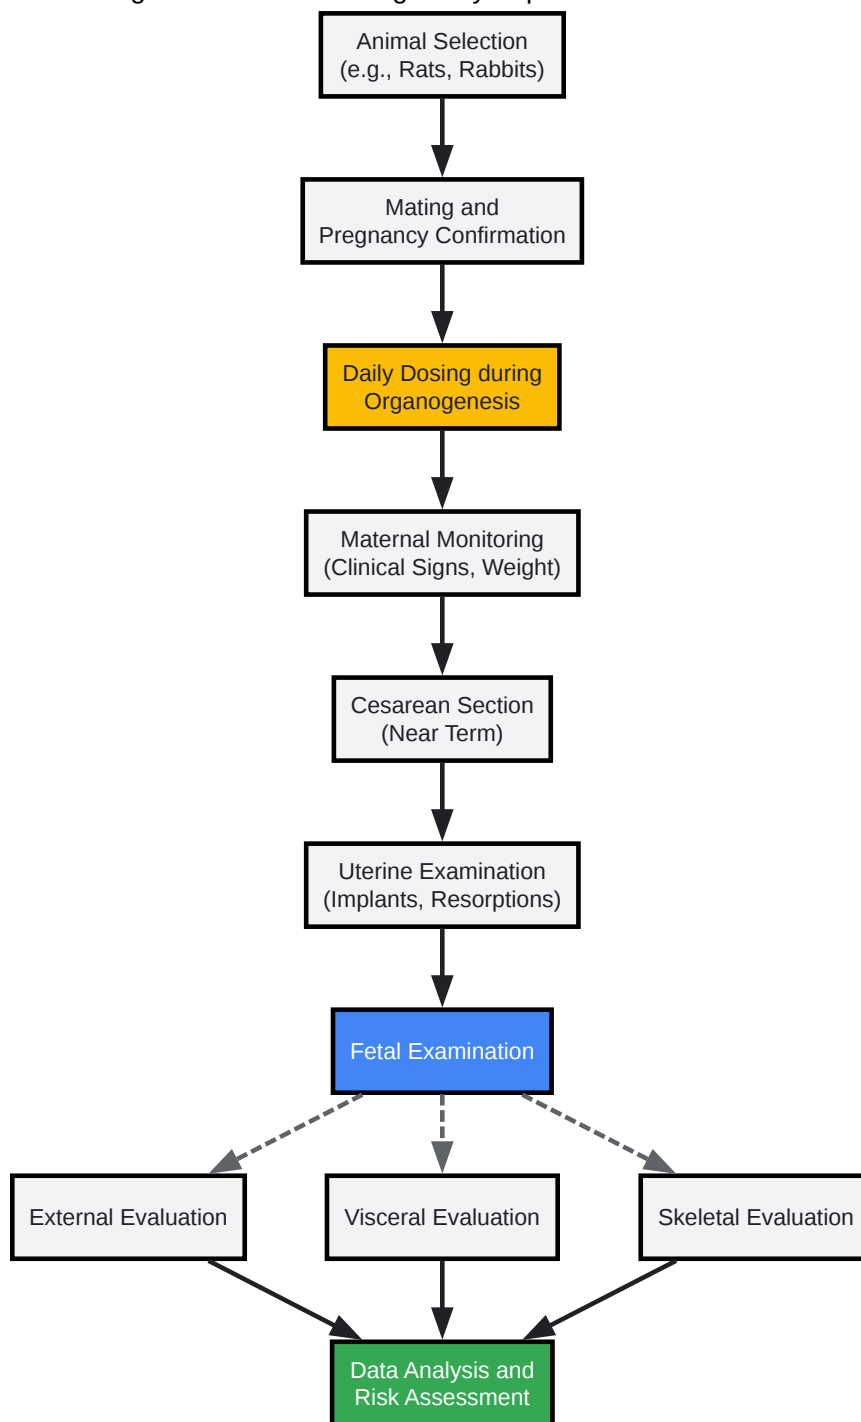 Animal Selection
(e.g., Rats, Rabbits)
Mating and
Pregnancy Confirmation
Daily Dosing during
Organogenesis
Maternal Monitoring
(Clinical Signs, Weight)
Cesarean Section
(Near Term)
Uterine Examination
(Implants, Resorptions)
Fetal Examination
External Evaluation
Visceral Evaluation
Skeletal Evaluation
Data Analysis and
Risk Assessment